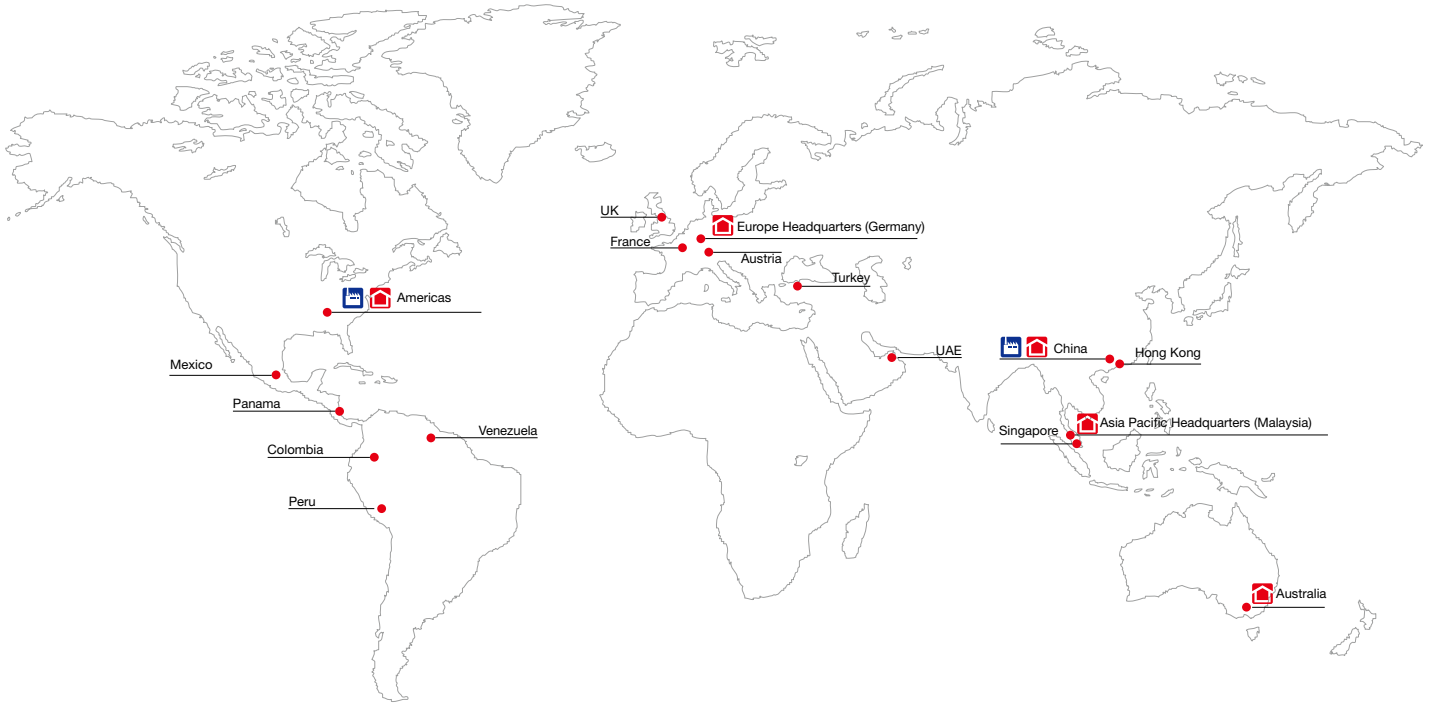 UK
Europe Headquarters (Germany)
France
Austria
Turkey
Americas
UAE
China
Hong Kong
Mexico
Panama
Venezuela
Colombia
Asia Pacific Headquarters (Malaysia)
Singapore
Peru
Australia